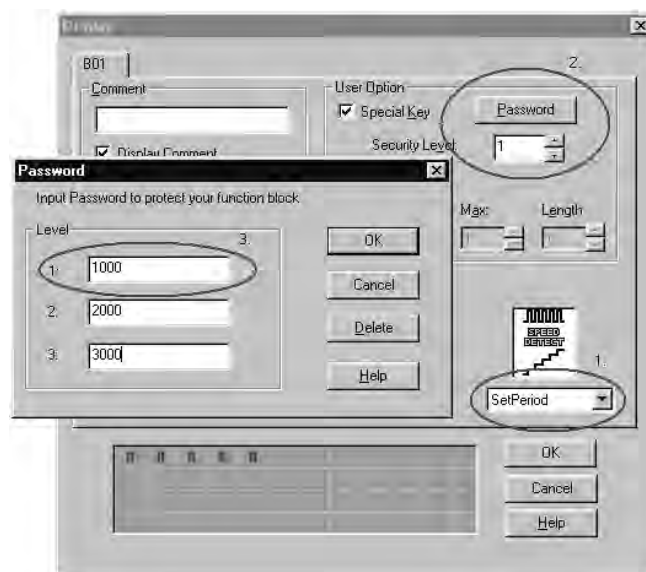 Display
B01
2.
Comment
User Option
Special Key
Password
Display Comment
Security Level:
1
Password
Input Password to protect your function block
Level
3.
1: 1000
2: 2000
3: 3000
OK
Cancel
Delete
Help
Max:
Length
SPEED
DETECT
1.
SetPeriod
OK
Cancel
Help